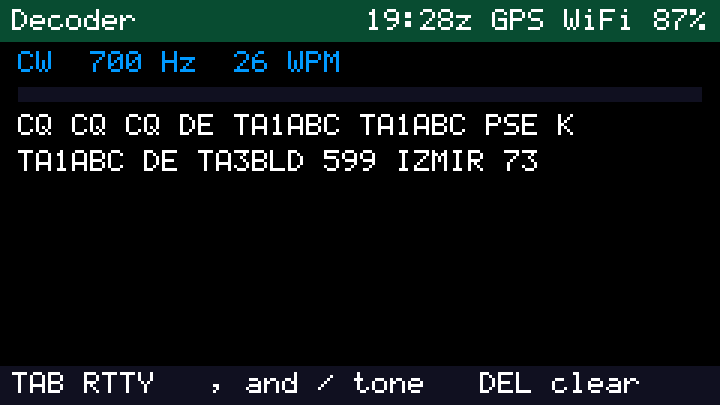 Decoder 19:28z GPS WiFi 87%
CW 700 Hz 26 WPM
CQ CQ CQ DE TA1ABC TA1ABC PSE K
TA1ABC DE TA3BLD 599 IZMIR 73
TAB RTTY , and / tone DEL clear